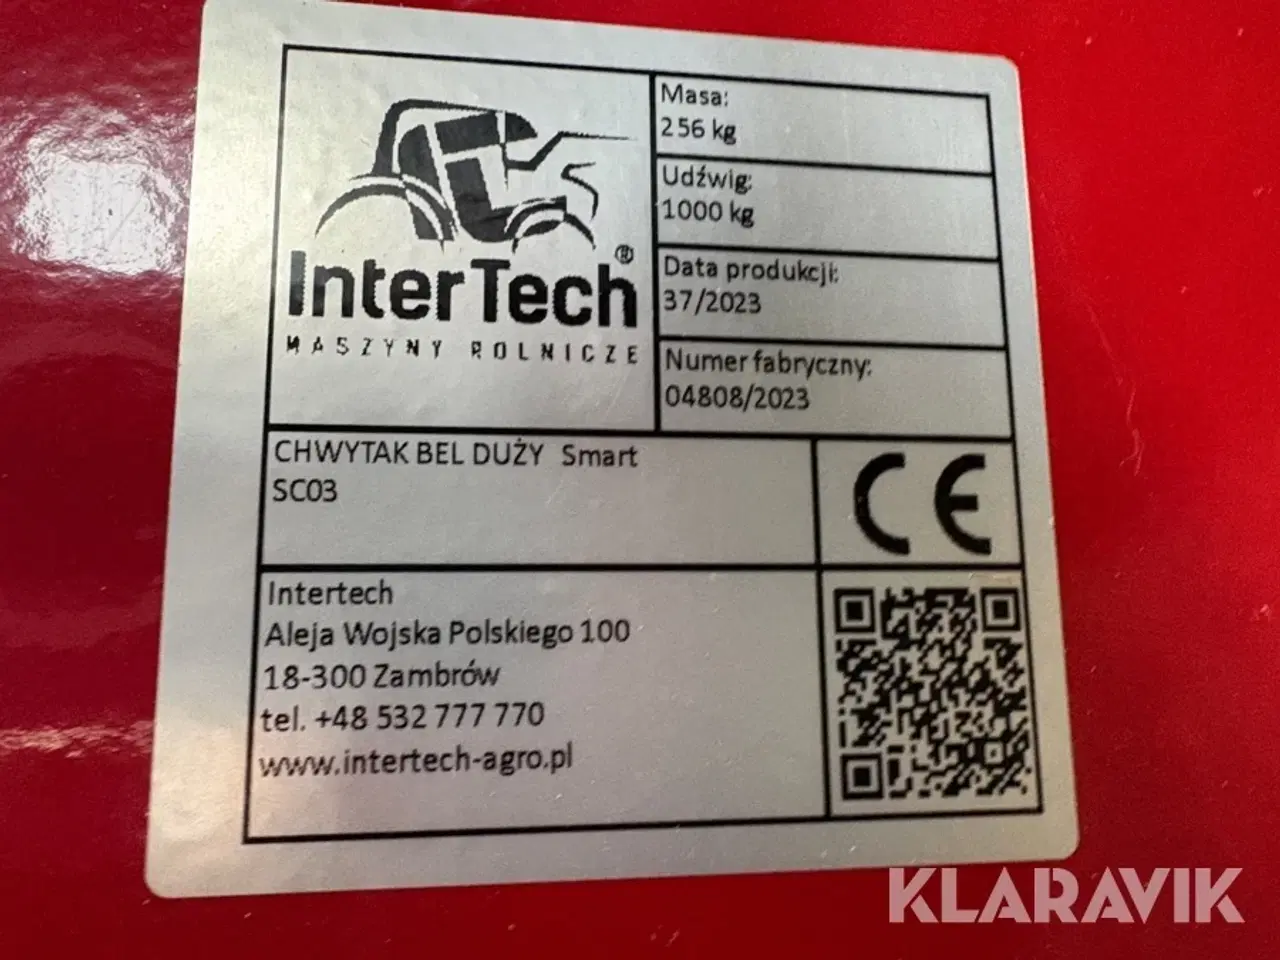 InterTech®
MASZYNY ROLNICZE
Masa:
256 kg
Udźwig:
1000 kg
Data produkcji:
37/2023
Numer fabryczny:
04808/2023
CHWYTAK BEL DUŻY Smart
SC03
CE
Intertech
Aleja Wojska Polskiego 100
18-300 Zambrów
tel. +48 532 777 770
www.intertech-agro.pl
KLARAVIK